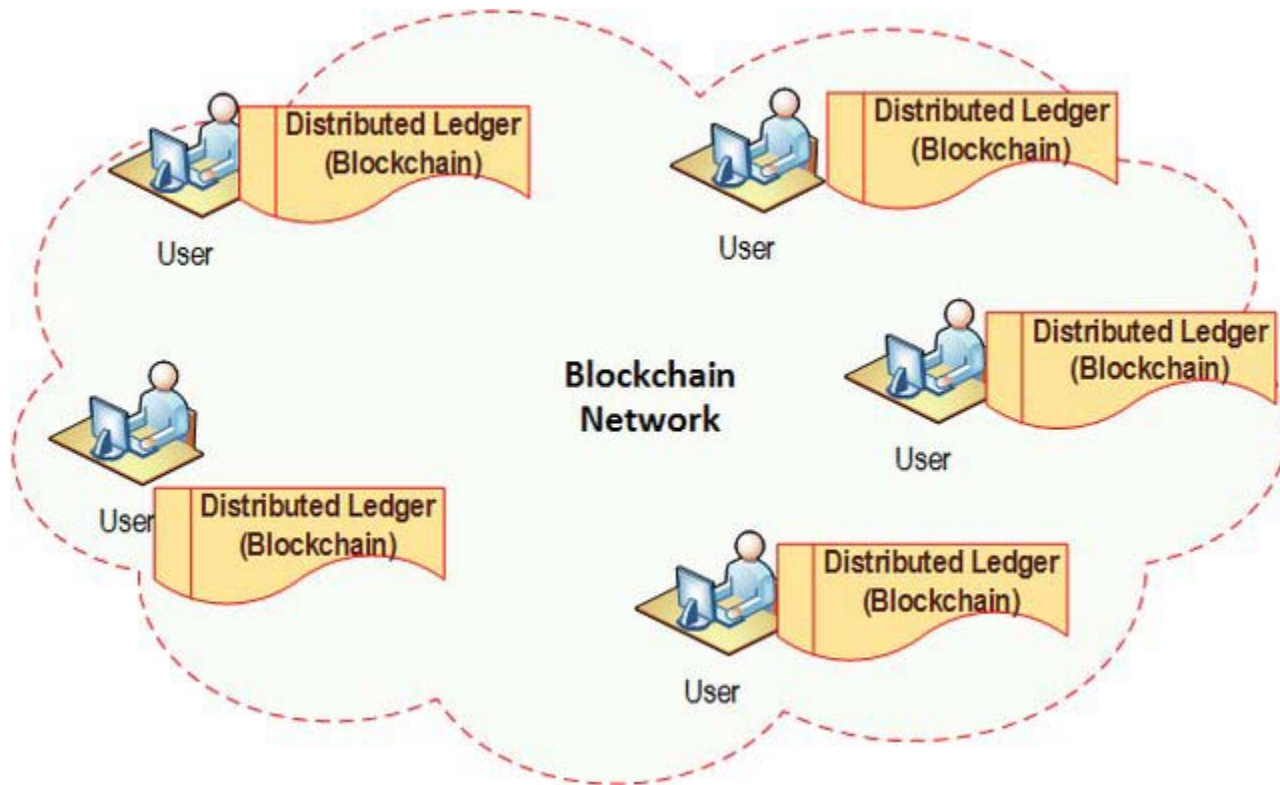 Distributed Ledger
(Blockchain)
User
Distributed Ledger
(Blockchain)
User
Distributed Ledger
(Blockchain)
User
Blockchain
Network
User
Distributed Ledger
(Blockchain)
Distributed Ledger
(Blockchain)
User